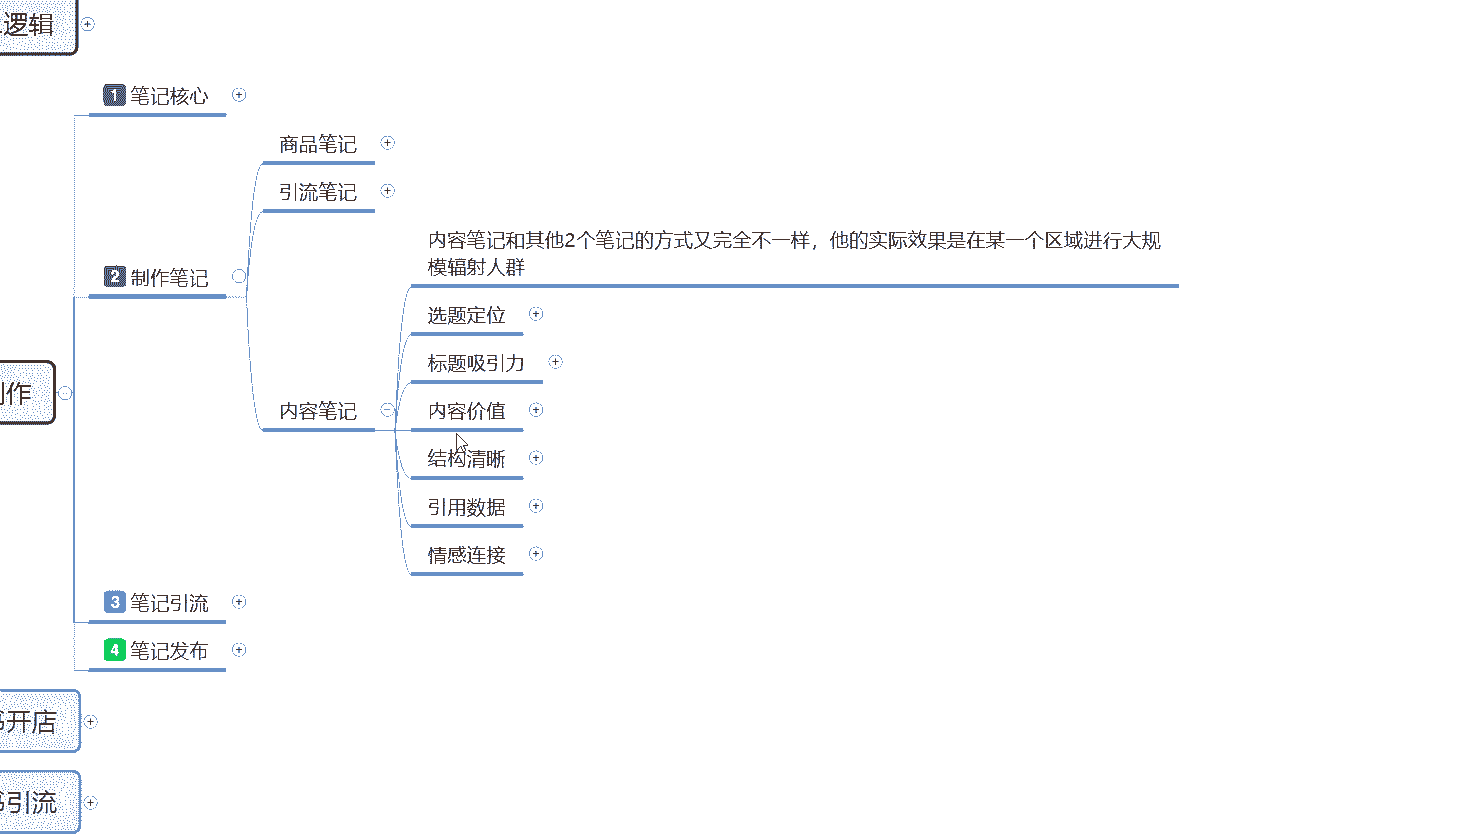 逻辑
1 笔记核心
商品笔记
引流笔记
内容笔记和其他2个笔记的方式又完全不一样，他的实际效果是在某一个区域进行大规
模辐射人群
2 制作笔记
选题定位
标题吸引力
作
内容笔记
内容价值
结构清晰
引用数据
情感连接
3 笔记引流
4 笔记发布
开店
引流